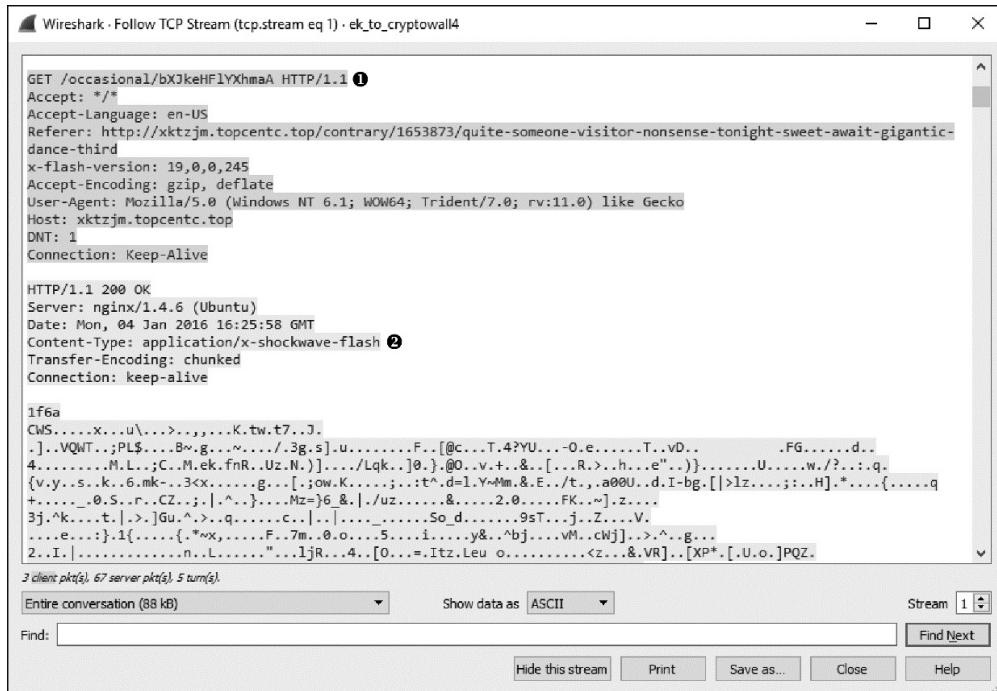 Wireshark · Follow TCP Stream (tcp.stream eq 1) · ek_to_cryptowall4
GET /occasional/bXJkeHFlYXhmaA HTTP/1.1 ❶
Accept: */*
Accept-Language: en-US
Referer: http://xktzjm.topcentc.top/contrary/1653873/quite-someone-visitor-nonsense-tonight-sweet-await-gigantic-
dance-third
x-flash-version: 19,0,0,245
Accept-Encoding: gzip, deflate
User-Agent: Mozilla/5.0 (Windows NT 6.1; WOW64; Trident/7.0; rv:11.0) like Gecko
Host: xktzjm.topcentc.top
DNT: 1
Connection: Keep-Alive
HTTP/1.1 200 OK
Server: nginx/1.4.6 (Ubuntu)
Date: Mon, 04 Jan 2016 16:25:58 GMT
Content-Type: application/x-shockwave-flash ❷
Transfer-Encoding: chunked
Connection: keep-alive
1f6a
CWS.....x...u\...>..,,...K.tw.t7..J.
3 client pkt(s), 67 server pkt(s), 5 turn(s).
Entire conversation (88 kB) Show data as ASCII Stream 1
Find: Find Next
Hide this stream Print Save as... Close Help